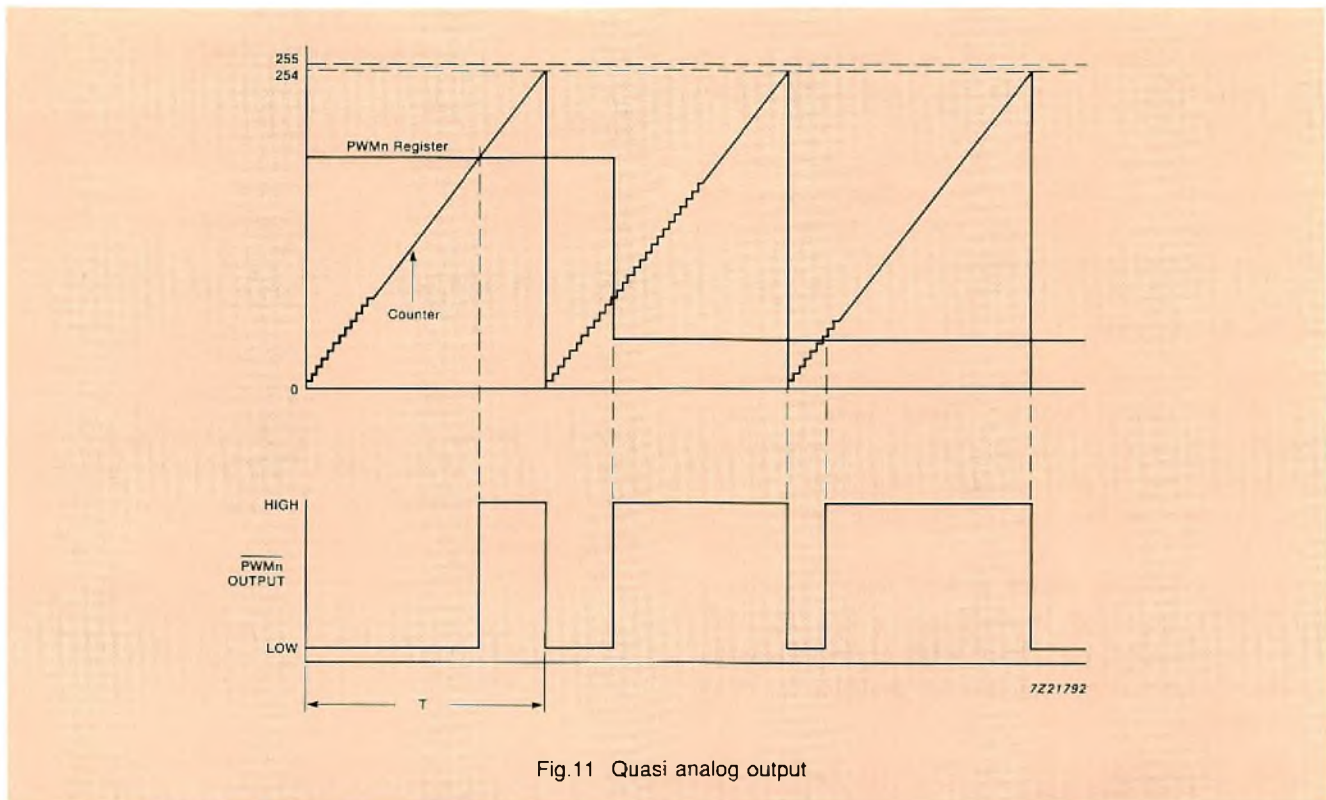 255
254
PWMn Register
Counter
0
HIGH
PWMn
OUTPUT
LOW
T
7Z21792
Fig.11 Quasi analog output